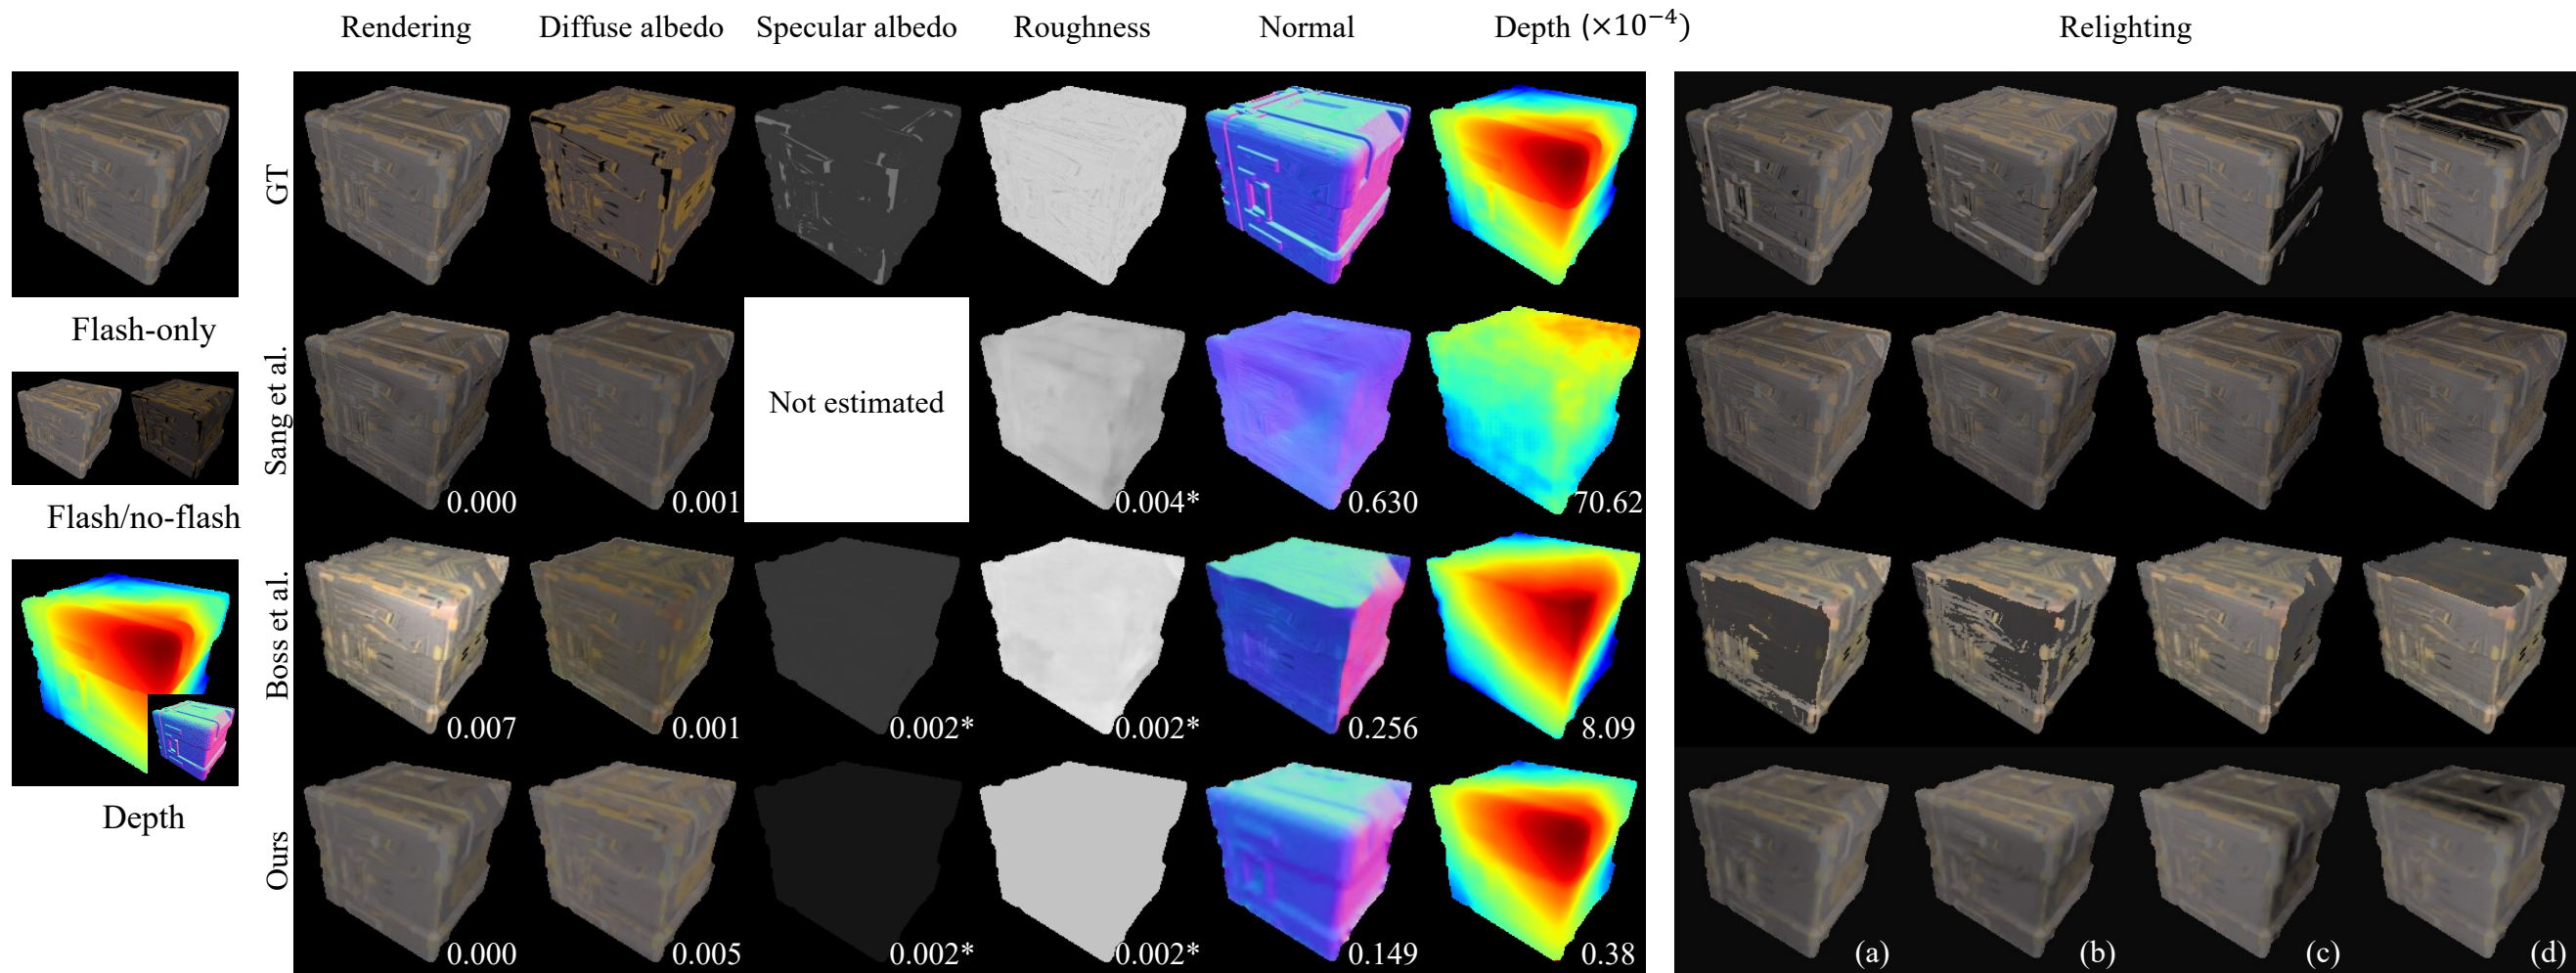 Rendering Diffuse albedo Specular albedo Roughness Normal Depth (×10⁻⁴) Relighting
GT
Flash-only
Sang et al.
Not estimated
0.000 0.001 0.004* 0.630 70.62
Flash/no-flash
Boss et al.
0.007 0.001 0.002* 0.002* 0.256 8.09
Depth
Ours
0.000 0.005 0.002* 0.002* 0.149 0.38 (a) (b) (c) (d)